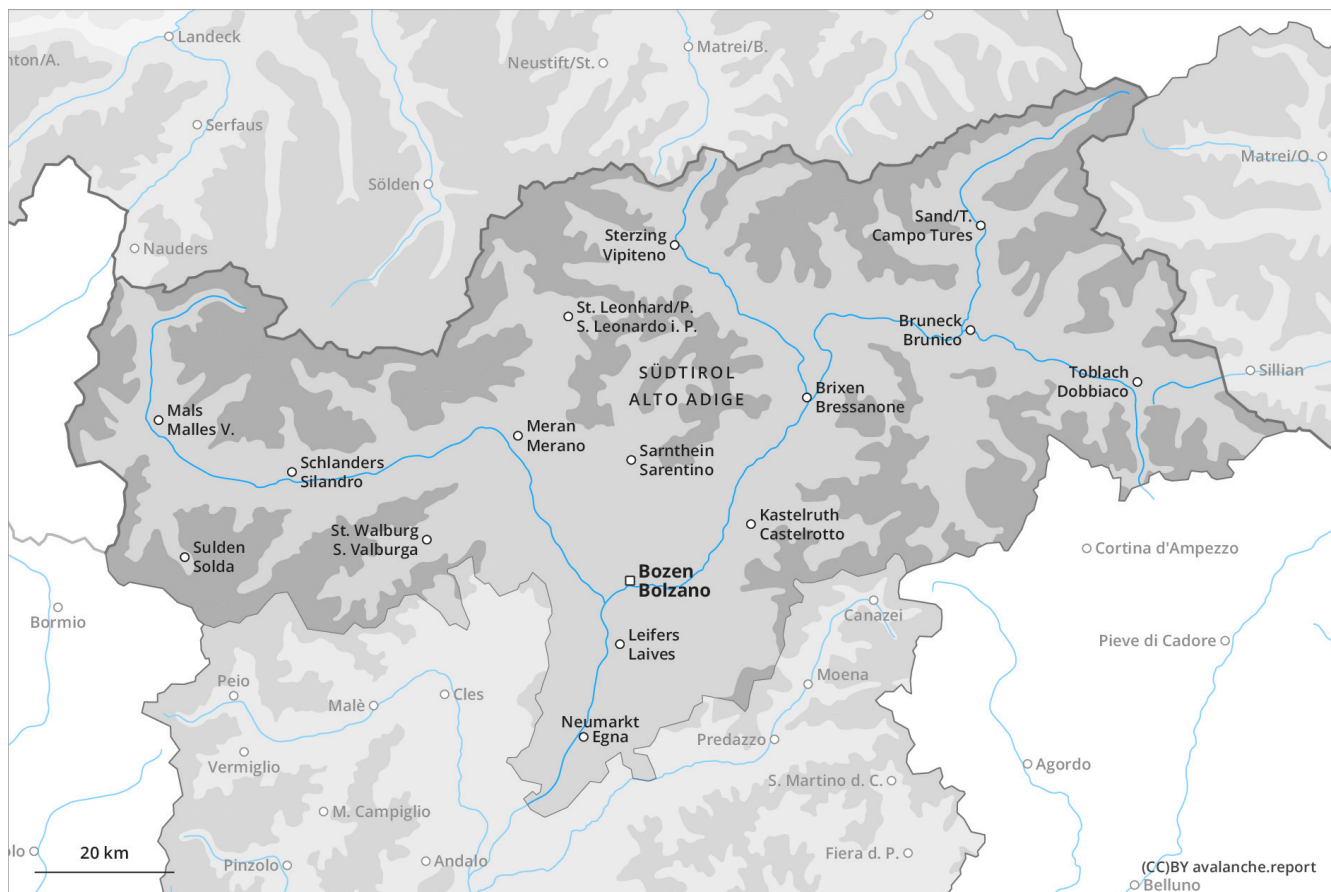 Landeck
nton/A.
Matrei/B.
Neustift/St.
Serfaus
Matrei/O.
Sölden
Sand/T.
Campo Tures
Sterzing
Vipiteno
Nauders
St. Leonhard/P.
S. Leonardo i. P.
Bruneck
Brunico
SÜDTIROL
ALTO ADIGE
Toblach
Dobbiaco
Sillian
Brixen
Bressanone
Mals
Malles V.
Meran
Merano
Sarnthein
Sarentino
Schlanders
Silandro
Kastelruth
Castelrotto
St. Walburg
S. Valburga
Sulden
Solda
Cortina d'Ampezzo
Bozen
Bolzano
Bormio
Canazei
Leifers
Laives
Pieve di Cadore
Peio
Moena
Malè
Cles
Neumarkt
Egna
Predazzo
Vermiglio
Agordo
S. Martino d. C.
M. Campiglio
olo
20 km
Pinzolo
Andalo
Fiera d. P.
(CC)BY avalanche.report
Belluno